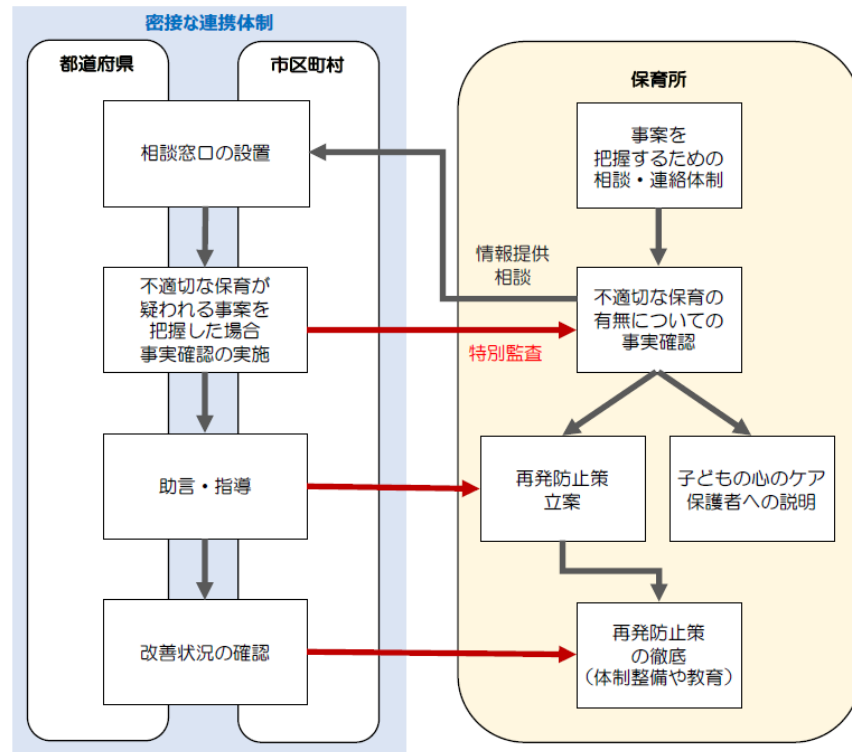 密接な連携体制
都道府県
市区町村
相談窓口の設置
不適切な保育が
疑われる事案を
把握した場合
事実確認の実施
助言・指導
改善状況の確認
情報提供
相談
特別監査
保育所
事案を
把握するための
相談・連絡体制
不適切な保育の
有無についての
事実確認
再発防止策
立案
子どもの心のケア
保護者への説明
再発防止策
の徹底
（体制整備や教育）